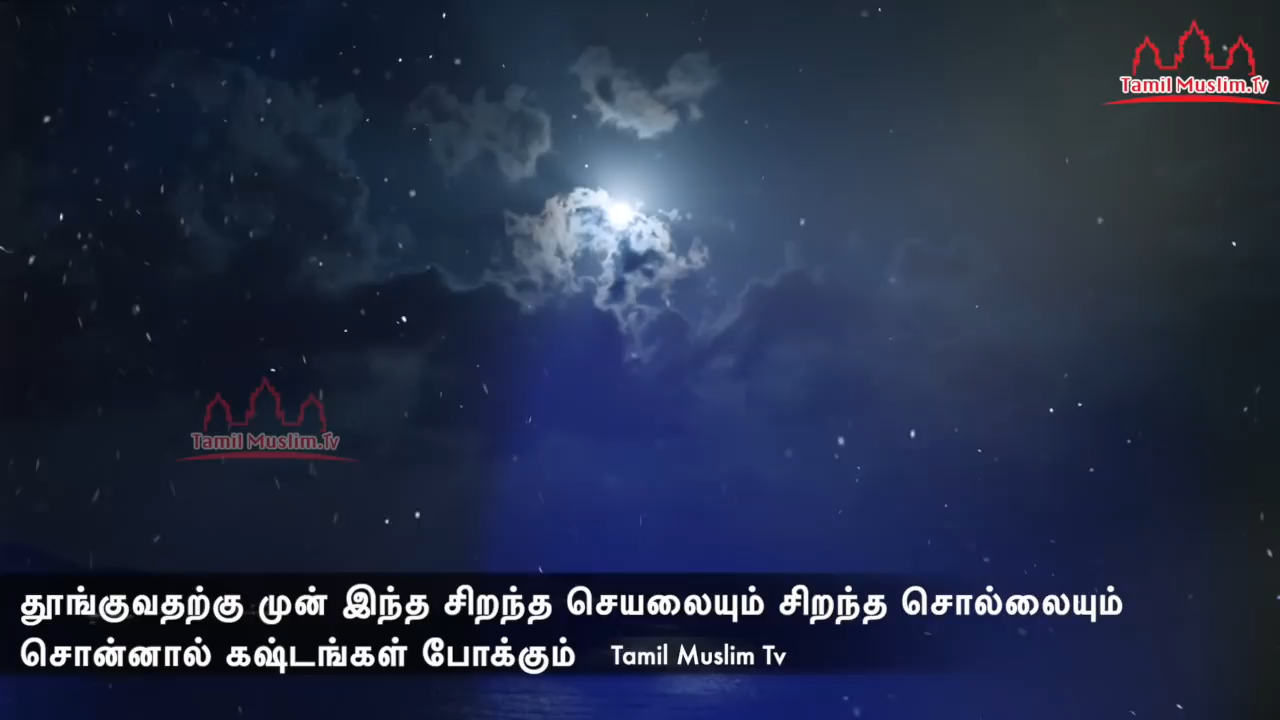 Tamil Muslim.Tv
Tamil Muslim.Tv
தூங்குவதற்கு முன் இந்த சிறந்த செயலையும் சிறந்த சொல்லையும்
சொன்னால் கஷ்டங்கள் போக்கும் Tamil Muslim Tv